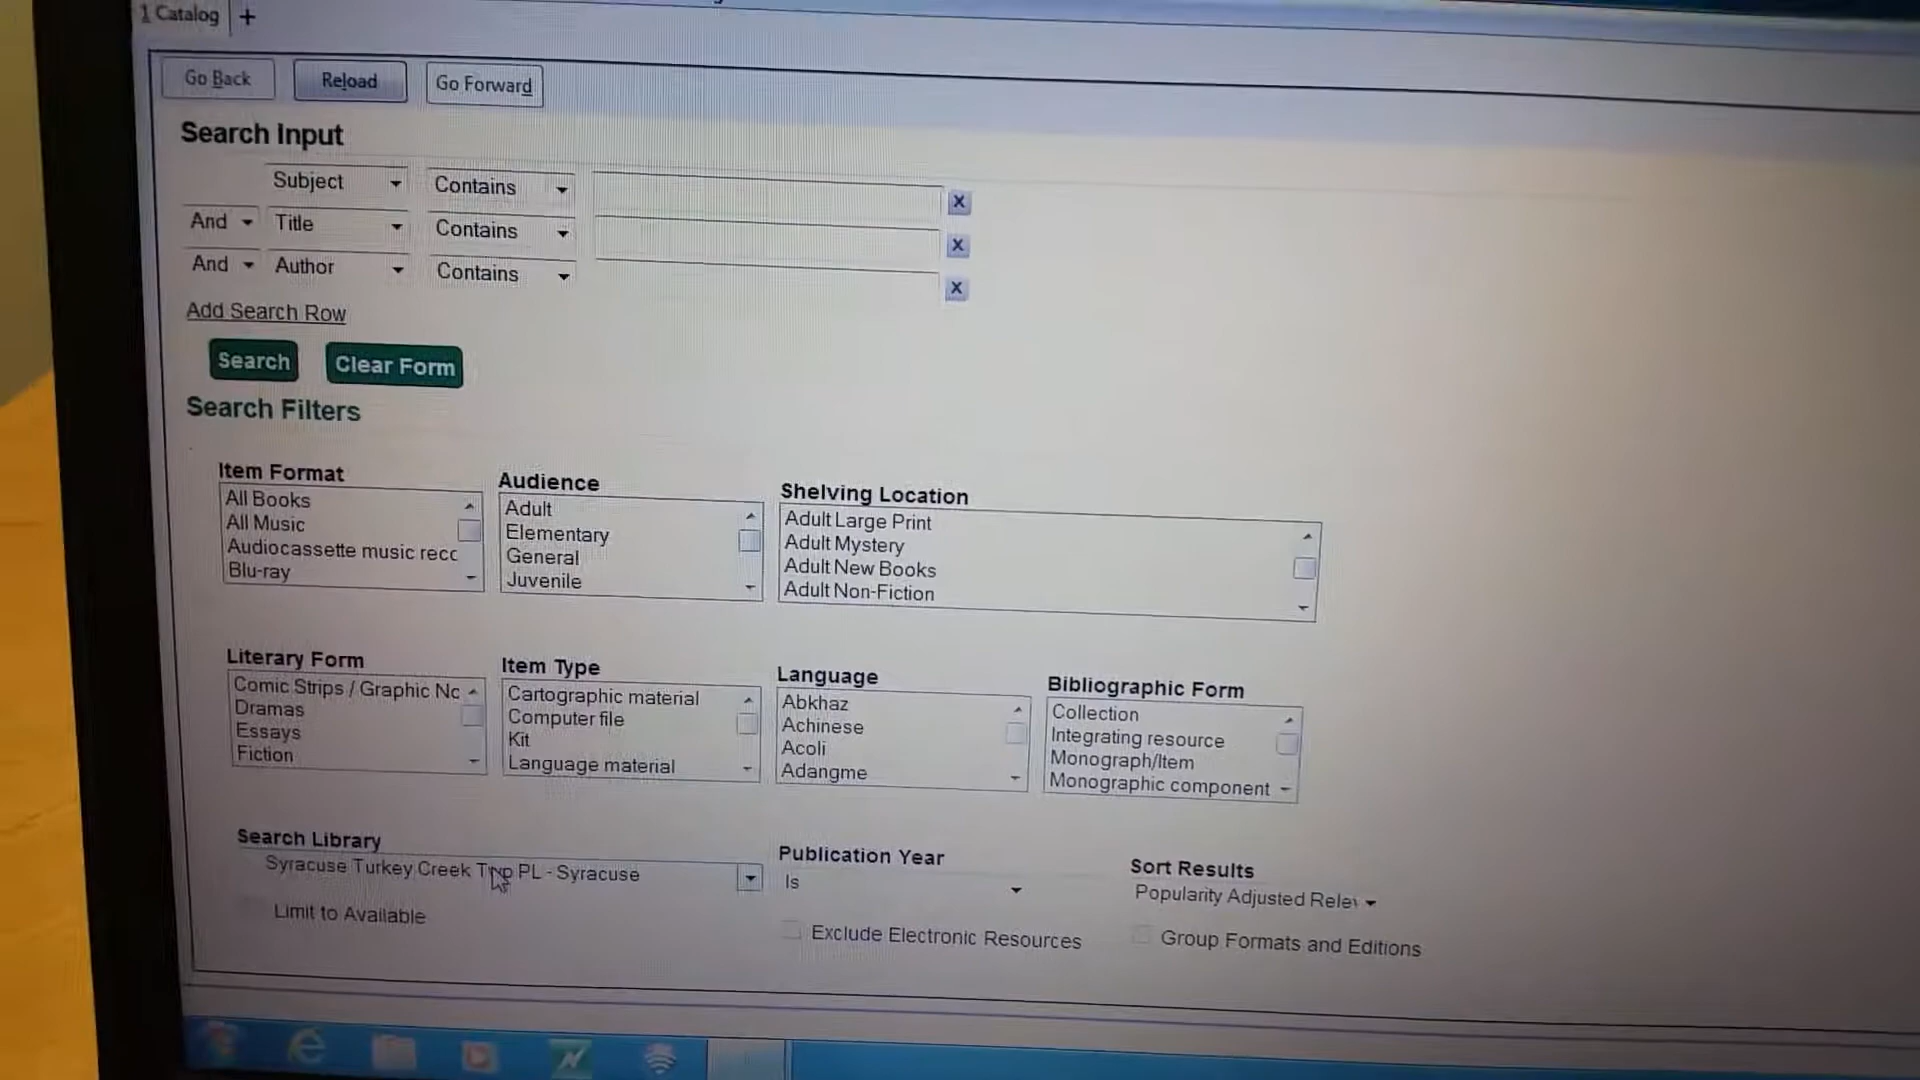 1 Catalog +
Go Back Reload Go Forward
Search Input
Subject Contains X
And Title Contains X
And Author Contains X
Add Search Row
Search Clear Form
Search Filters
Item Format
All Books
All Music
Audiocassette music recc
Blu-ray
Audience
Adult
Elementary
General
Juvenile
Shelving Location
Adult Large Print
Adult Mystery
Adult New Books
Adult Non-Fiction
Literary Form
Comic Strips / Graphic Nc
Dramas
Essays
Fiction
Item Type
Cartographic material
Computer file
Kit
Language material
Language
Abkhaz
Achinese
Acoli
Adangme
Bibliographic Form
Collection
Integrating resource
Monograph/Item
Monographic component
Search Library
Syracuse Turkey Creek Twp PL - Syracuse
Limit to Available
Publication Year
Is
Exclude Electronic Resources
Sort Results
Popularity Adjusted Rele
Group Formats and Editions